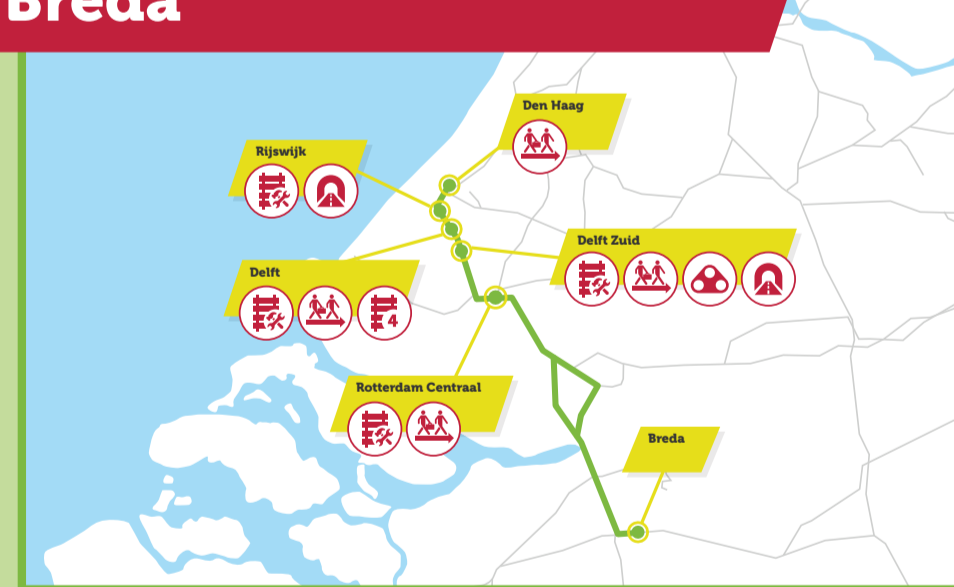 Breda
Den Haag
Rijswijk
Delft Zuid
Delft
4
Rotterdam Centraal
Breda